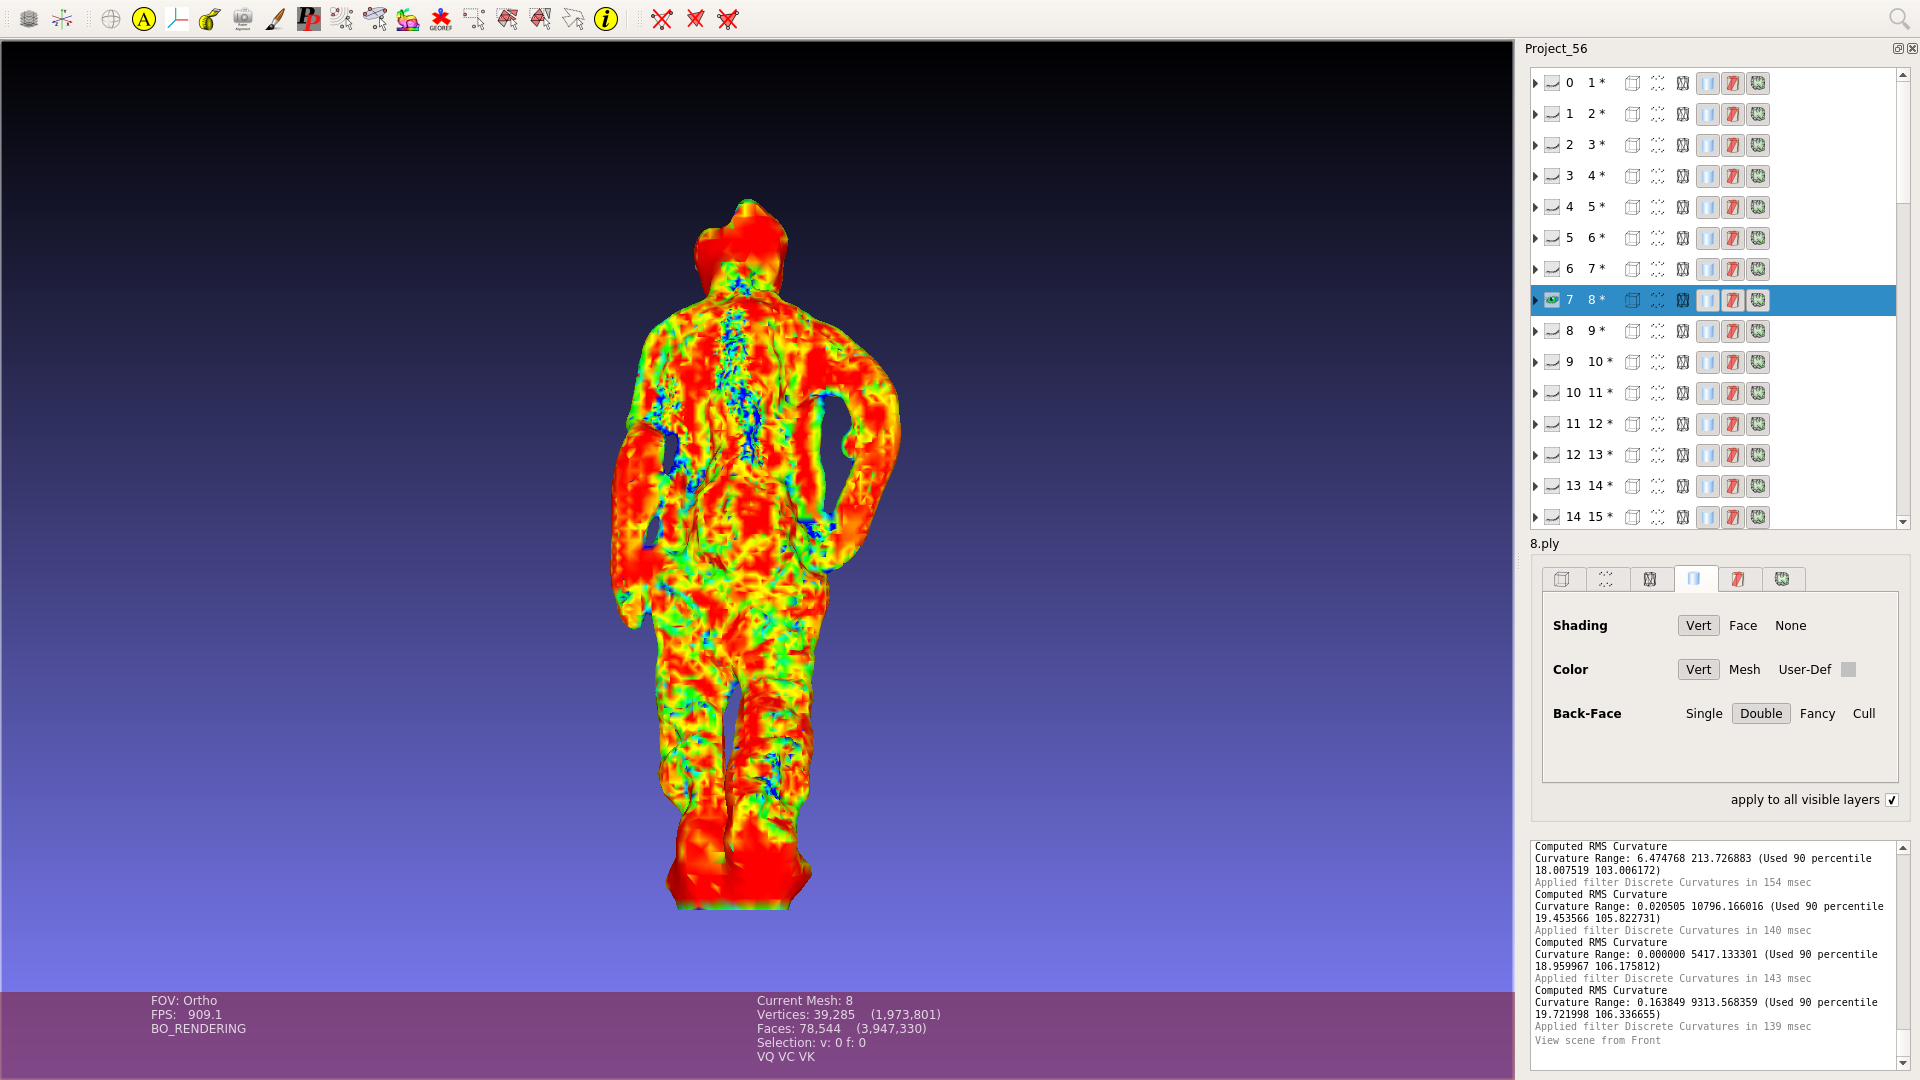 A
Pp
GEOREF
i
Project_56
0 1 *
1 2 *
2 3 *
3 4 *
4 5 *
5 6 *
6 7 *
7 8 *
8 9 *
9 10 *
10 11 *
11 12 *
12 13 *
13 14 *
14 15 *
8.ply
Shading Vert Face None
Color Vert Mesh User-Def
Back-Face Single Double Fancy Cull
apply to all visible layers
Computed RMS Curvature
Curvature Range: 6.474768 213.726883 (Used 90 percentile
18.007519 103.006172)
Applied filter Discrete Curvatures in 154 msec
Computed RMS Curvature
Curvature Range: 0.020505 10796.166016 (Used 90 percentile
19.453566 105.822731)
Applied filter Discrete Curvatures in 140 msec
Computed RMS Curvature
Curvature Range: 0.000000 5417.133301 (Used 90 percentile
18.959967 106.175812)
Applied filter Discrete Curvatures in 143 msec
Computed RMS Curvature
Curvature Range: 0.163849 9313.568359 (Used 90 percentile
19.721998 106.336655)
Applied filter Discrete Curvatures in 139 msec
View scene from Front
FOV: Ortho
FPS: 909.1
BO_RENDERING
Current Mesh: 8
Vertices: 39,285 (1,973,801)
Faces: 78,544 (3,947,330)
Selection: v: 0 f: 0
VQ VC VK